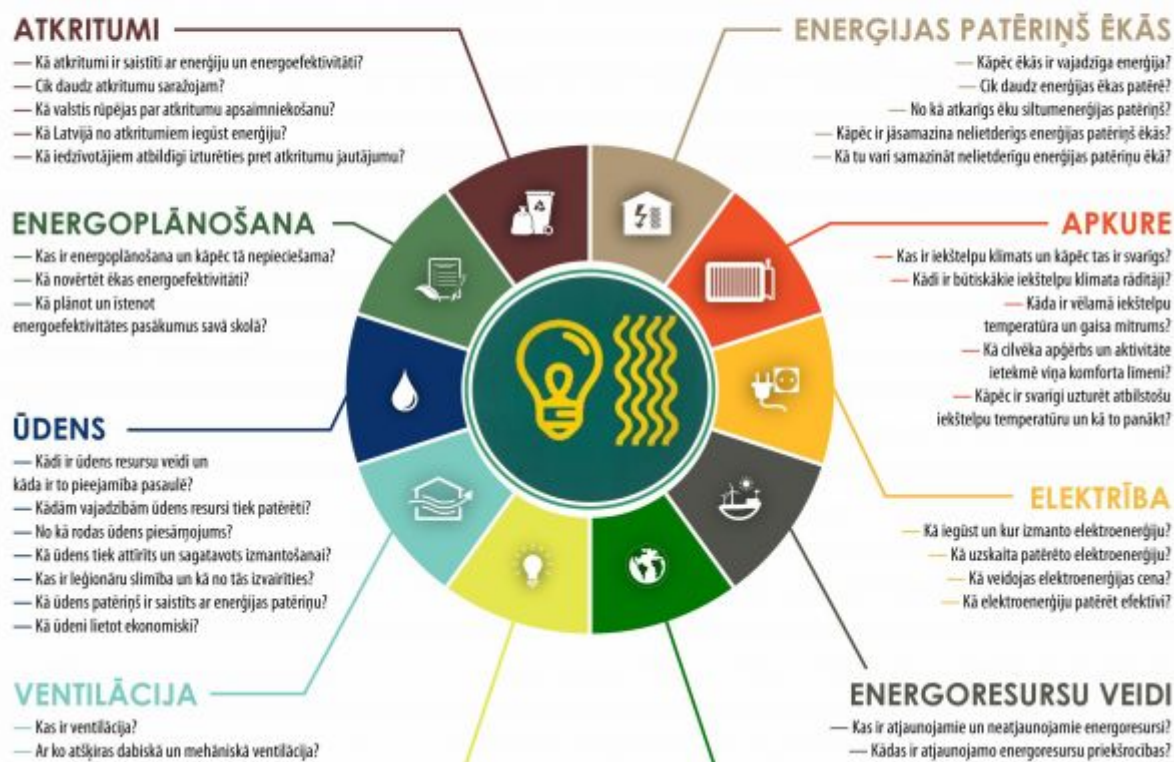 ATKRITUMI
— Kā atkritumi ir saistīti ar enerģiju un energoefektivitāti?
— Cik daudz atkritumu saražojam?
— Kā valstis rūpējas par atkritumu apsaimniekošanu?
— Kā Latvijā no atkritumiem iegūst enerģiju?
— Kā iedzīvotājiem atbildīgi izturēties pret atkritumu jautājumu?
ENERGOPLĀNOŠANA
— Kas ir energoplānošana un kāpēc tā nepieciešama?
— Kā novērtēt ēkas energoefektivitāti?
— Kā plānot un īstenot
energoefektivitātes pasākumus savā skolā?
ŪDENS
— Kādi ir ūdens resursu veidi un
kāda ir to pieejamība pasaulē?
— Kādām vajadzībām ūdens resursi tiek patērēti?
— No kā rodas ūdens piesārņojums?
— Kā ūdens tiek attīrīts un sagatavots izmantošanai?
— Kas ir leģionāru slimība un kā no tās izvairīties?
— Kā ūdens patēriņš ir saistīts ar enerģijas patēriņu?
— Kā ūdeni lietot ekonomiski?
VENTILĀCIJA
— Kas ir ventilācija?
— Ar ko atšķiras dabiskā un mehāniskā ventilācija?
ENERĢIJAS PATĒRIŅŠ ĒKĀS
— Kāpēc ēkās ir vajadzīga enerģija?
— Cik daudz enerģijas ēkas patērē?
— No kā atkarīgs ēku siltumenerģijas patēriņš?
— Kāpēc ir jāsamazina nelietderīgs enerģijas patēriņš ēkās?
— Kā tu vari samazināt nelietderīgu enerģijas patēriņu ēkā?
APKURE
— Kas ir iekštelpu klimats un kāpēc tas ir svarīgs?
— Kādi ir būtiskākie iekštelpu klimata rādītāji?
— Kāda ir vēlamā iekštelpu
temperatūra un gaisa mitrums?
— Kā cilvēka apģērbs un aktivitāte
ietekmē viņa komforta līmeni?
— Kāpēc ir svarīgi uzturēt atbilstošu
iekštelpu temperatūru un kā to panākt?
ELEKTRĪBA
— Kā iegūst un kur izmanto elektroenerģiju?
— Kā uzskaita patērēto elektroenerģiju?
— Kā veidojas elektroenerģijas cena?
— Kā elektroenerģiju patērēt efektīvi?
ENERGORESURSU VEIDI
— Kas ir atjaunojamie un neatjaunojamie energoresursi?
— Kādas ir atjaunojamo energoresursu priekšrocības?